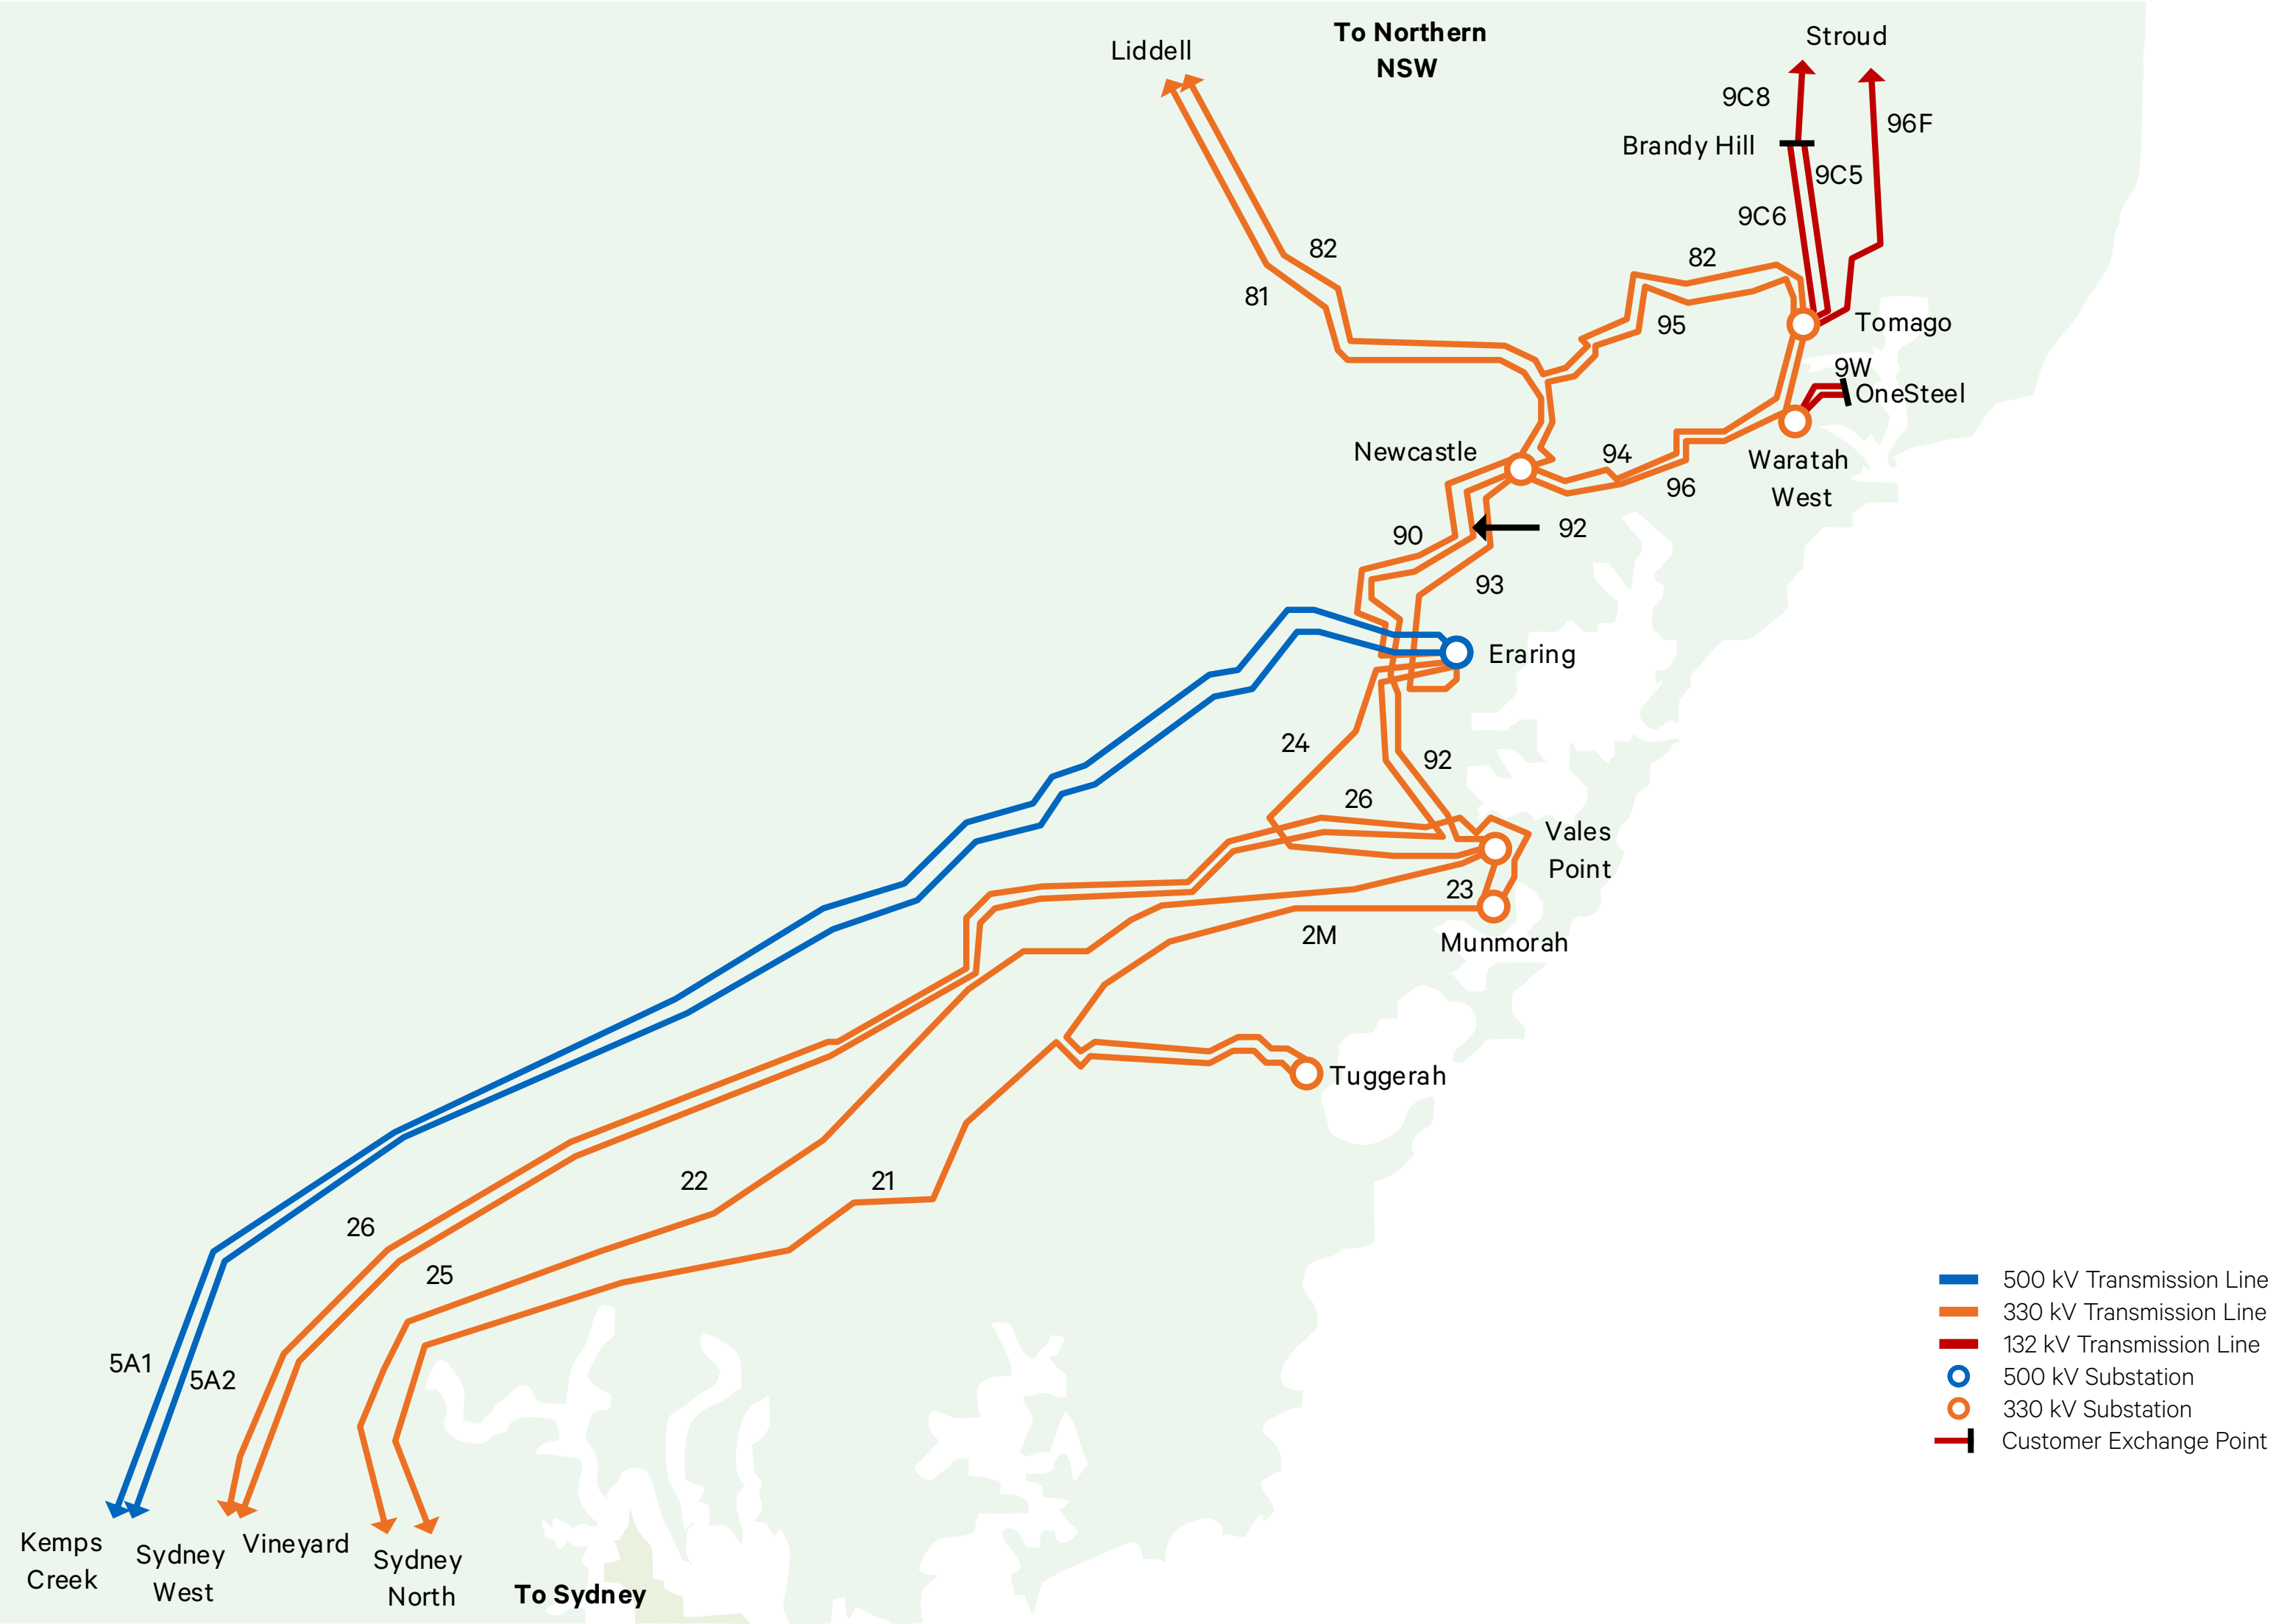 To Northern
NSW
Liddell
Stroud
9C8
96F
Brandy Hill
9C5
9C6
82
82
81
95
Tomago
9W
OneSteel
Newcastle
94
Waratah
West
96
90
92
93
Eraring
24
92
26
Vales
Point
23
2M
Munmorah
Tuggerah
22
21
26
25
5A1
5A2
500 kV Transmission Line
330 kV Transmission Line
132 kV Transmission Line
500 kV Substation
330 kV Substation
Customer Exchange Point
Kemps
Creek
Sydney
West
Vineyard
Sydney
North
To Sydney